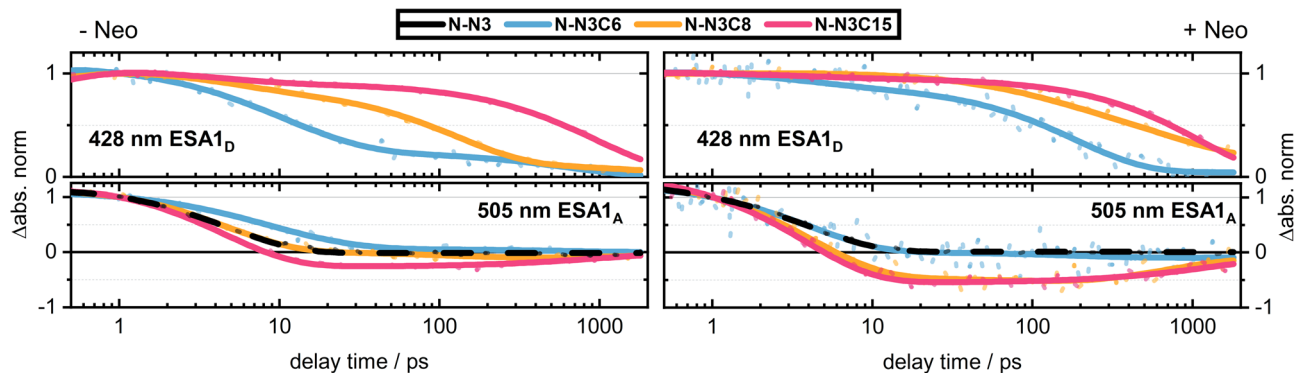 - Neo
N-N3 N-N3C6 N-N3C8 N-N3C15
+ Neo
1
428 nm ESA1D
0
1
428 nm ESA1D
0
Δabs. norm
1
505 nm ESA1A
0
-1
1
505 nm ESA1A
0
-1
Δabs. norm
1 10 100 1000
1 10 100 1000
delay time / ps
delay time / ps